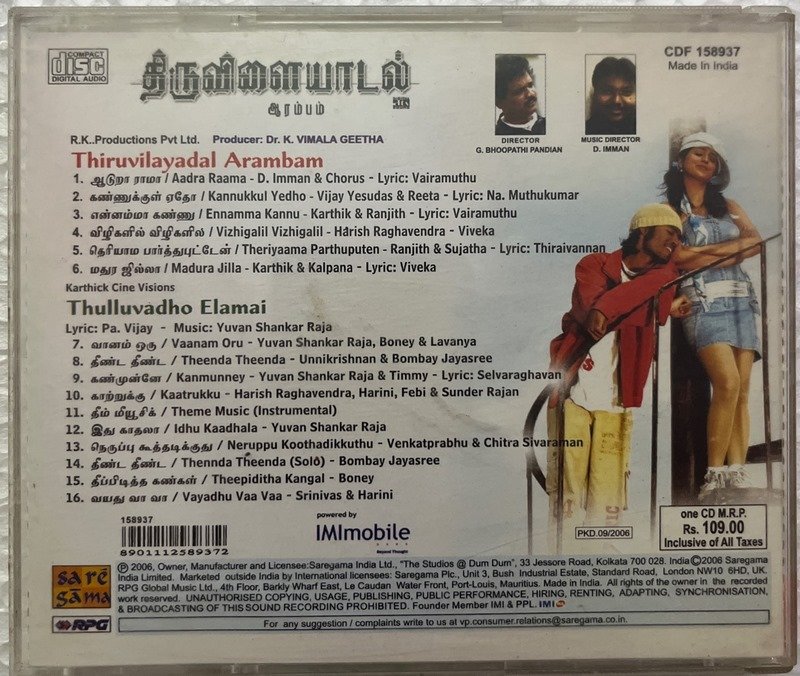 COMPACT
disc
DIGITAL AUDIO
திருவிளையாடல்
ஆரம்பம்
CDF 158937
Made In India
DIRECTOR
G. BHOOPATHI PANDIAN
MUSIC DIRECTOR
D. IMMAN
R.K..Productions Pvt Ltd. Producer: Dr. K. VIMALA GEETHA
Thiruvilayadal Arambam
1. ஆடுறா ராமா / Aadra Raama - D. Imman & Chorus - Lyric: Vairamuthu
2. கண்ணுக்குள் ஏதோ / Kannukkul Yedho - Vijay Yesudas & Reeta - Lyric: Na. Muthukumar
3. என்னம்மா கண்ணு / Ennamma Kannu - Karthik & Ranjith - Lyric: Vairamuthu
4. விழிகளில் விழிகளில் / Vizhigalil Vizhigalil - Harish Raghavendra - Viveka
5. தெரியாம பார்த்துபுட்டேன் / Theriyaama Parthuputen - Ranjith & Sujatha - Lyric: Thiraivannan
6. மதுர ஜில்லா / Madura Jilla - Karthik & Kalpana - Lyric: Viveka
Karthick Cine Visions
Thulluvadho Elamai
Lyric: Pa. Vijay - Music: Yuvan Shankar Raja
7. வானம் ஒரு / Vaanam Oru - Yuvan Shankar Raja, Boney & Lavanya
8. தீண்ட தீண்ட / Theenda Theenda - Unnikrishnan & Bombay Jayasree
9. கண்முன்னே / Kanmunney - Yuvan Shankar Raja & Timmy - Lyric: Selvaraghavan
10. காற்றுக்கு / Kaatrukku - Harish Raghavendra, Harini, Febi & Sunder Rajan
11. தீம் மியூசிக் / Theme Music (Instrumental)
12. இது காதலா / Idhu Kaadhala - Yuvan Shankar Raja
13. நெருப்பு கூத்தடிக்குது / Neruppu Koothadikkuthu - Venkatprabhu & Chitra Sivaraman
14. தீண்ட தீண்ட / Thennda Theenda (Solo) - Bombay Jayasree
15. தீப்பிடித்த கண்கள் / Theepiditha Kangal - Boney
16. வயது வா வா / Vayadhu Vaa Vaa - Srinivas & Harini
158937
8901112589372
powered by
IMImobile
Beyond Thought
PKD.09/2006
one CD M.R.P.
Rs. 109.00
Inclusive of All Taxes
sa re
ga ma
RPG
Ⓟ 2006, Owner, Manufacturer and Licensee:Saregama India Ltd., "The Studios @ Dum Dum", 33 Jessore Road, Kolkata 700 028. India © 2006 Saregama
India Limited. Marketed outside India by International licensees: Saregama Plc., Unit 3, Bush Industrial Estate, Standard Road, London NW10 6HD, UK.
RPG Global Music Ltd., 4th Floor, Barkly Wharf East, Le Caudan Water Front, Port-Louis, Mauritius. Made in India. All rights of the owner in the recorded
work reserved. UNAUTHORISED COPYING, USAGE, PUBLISHING, PUBLIC PERFORMANCE, HIRING, RENTING, ADAPTING, SYNCHRONISATION,
& BROADCASTING OF THIS SOUND RECORDING PROHIBITED. Founder Member IMI & PPL. IMI
For any suggestion / complaints write to us at vp.consumer.relations@saregama.co.in.